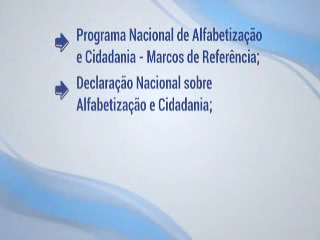 Programa Nacional de Alfabetização
e Cidadania - Marcos de Referência;
Declaração Nacional sobre
Alfabetização e Cidadania;